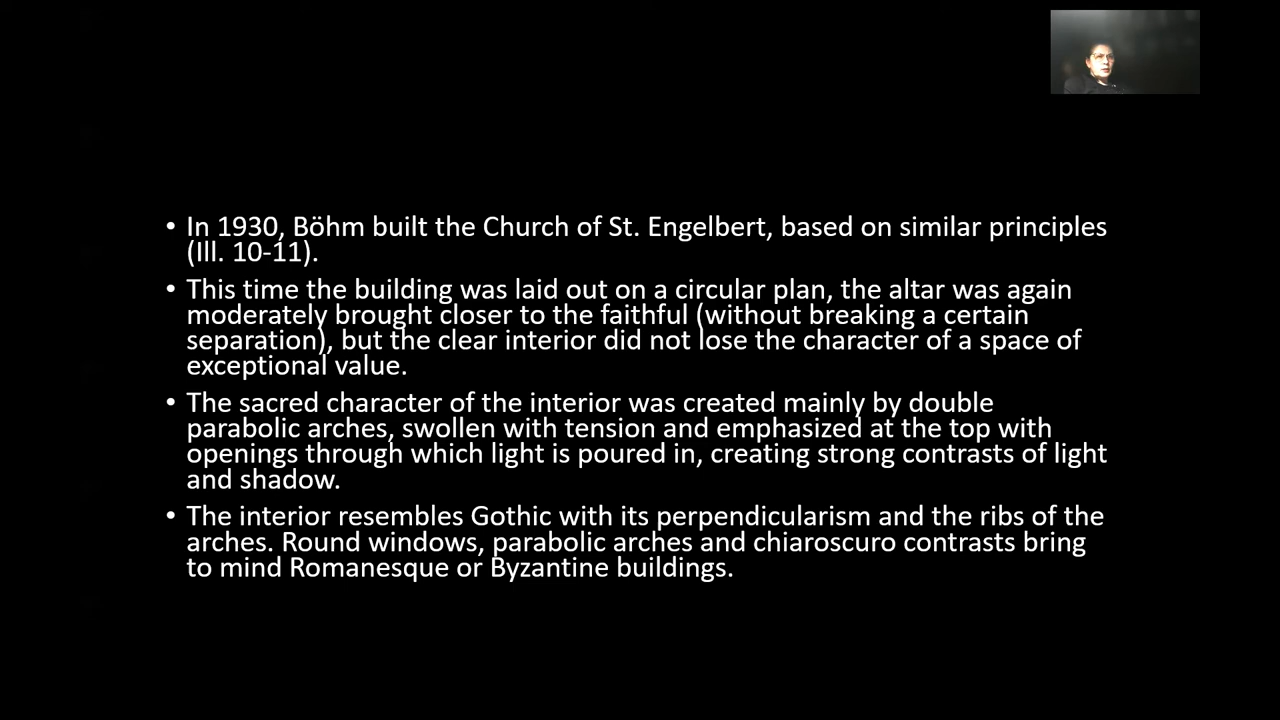 • In 1930, Böhm built the Church of St. Engelbert, based on similar principles
(Ill. 10-11).
• This time the building was laid out on a circular plan, the altar was again
moderately brought closer to the faithful (without breaking a certain
separation), but the clear interior did not lose the character of a space of
exceptional value.
• The sacred character of the interior was created mainly by double
parabolic arches, swollen with tension and emphasized at the top with
openings through which light is poured in, creating strong contrasts of light
and shadow.
• The interior resembles Gothic with its perpendicularism and the ribs of the
arches. Round windows, parabolic arches and chiaroscuro contrasts bring
to mind Romanesque or Byzantine buildings.